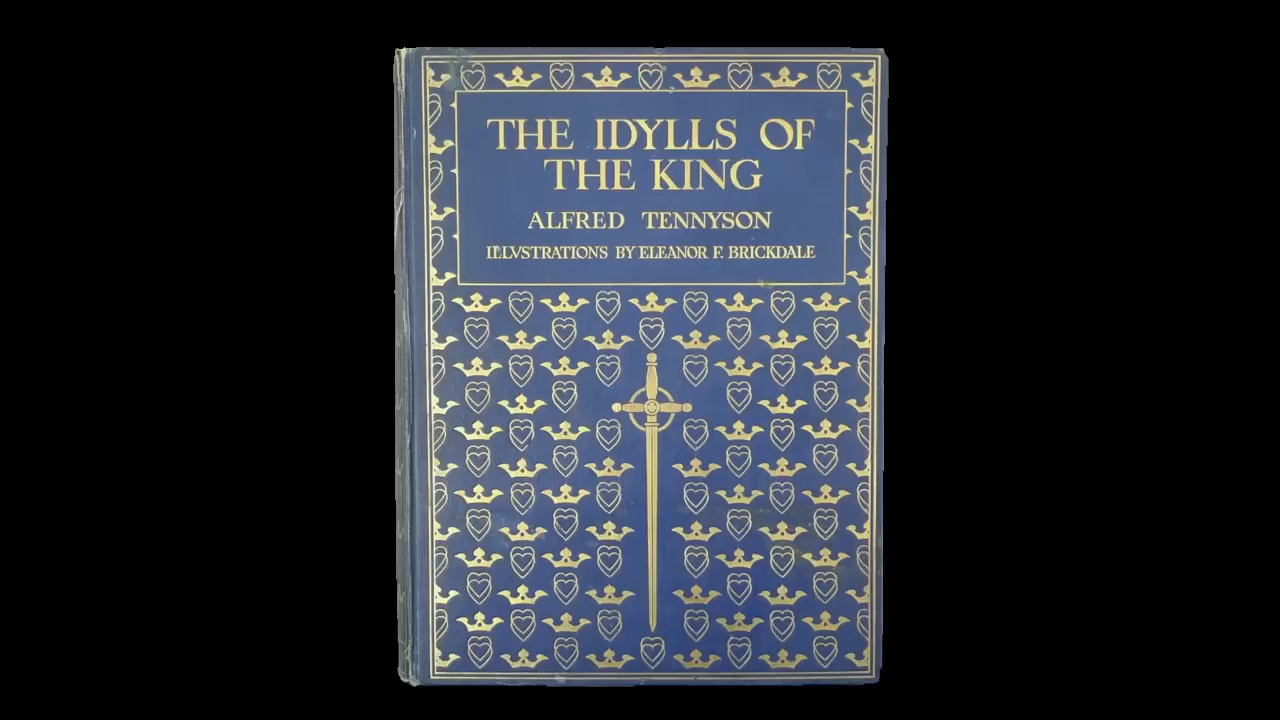 THE IDYLLS OF
THE KING
ALFRED TENNYSON
ILLVSTRATIONS BY ELEANOR F. BRICKDALE